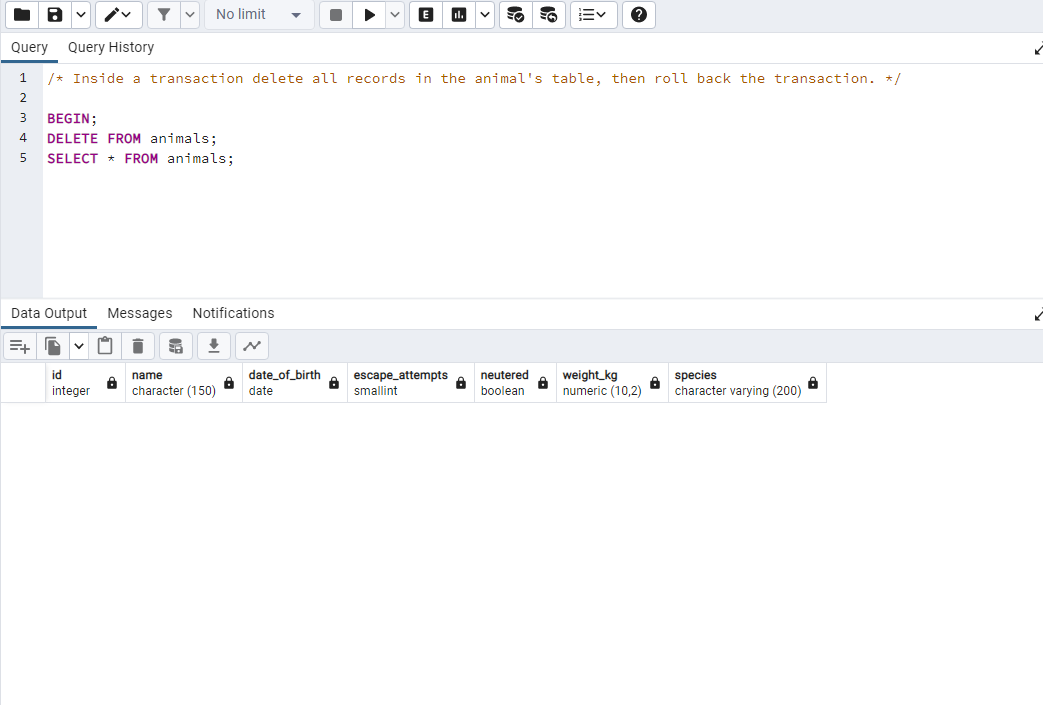 No limit
E
Query Query History
1 /* Inside a transaction delete all records in the animal's table, then roll back the transaction. */
2
3 BEGIN;
4 DELETE FROM animals;
5 SELECT * FROM animals;
Data Output Messages Notifications
id name date_of_birth escape_attempts neutered weight_kg species
integer character (150) date smallint boolean numeric (10,2) character varying (200)